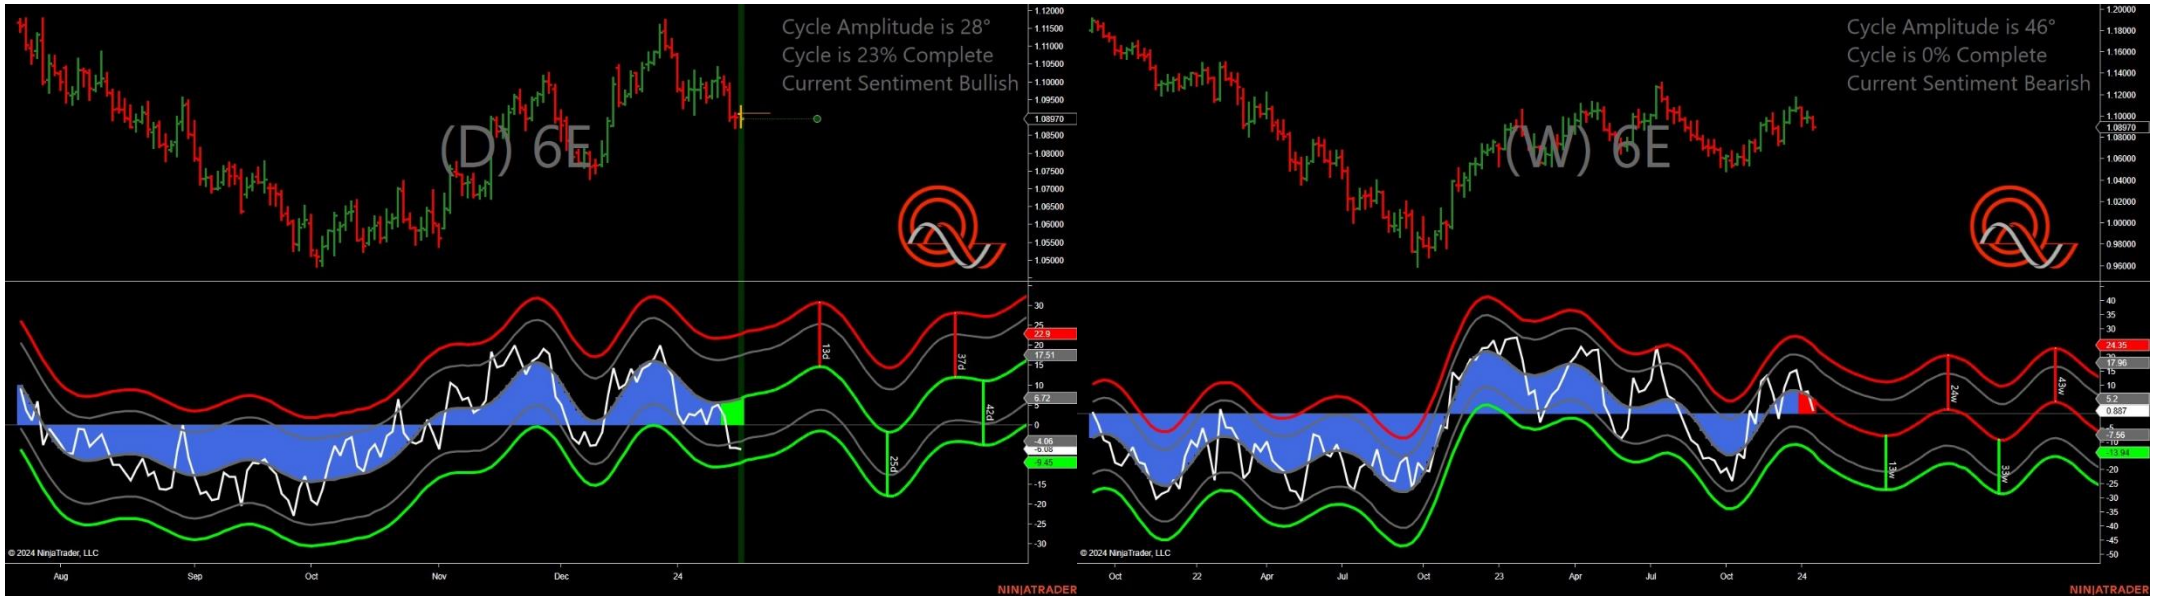 Cycle Amplitude is 28°
Cycle is 23% Complete
Current Sentiment Bullish
(D) 6E
1.12000
1.11500
1.11000
1.10500
1.10000
1.09500
1.08970
1.08500
1.08000
1.07500
1.07000
1.06500
1.06000
1.05500
1.05000
30
25
22.9
20
17.51
15
10
6.72
5
0
-4.06
-6.08
-9.45
-15
-20
-25
-30
13d
25d
37d
42d
© 2024 NinjaTrader, LLC
Aug
Sep
Oct
Nov
Dec
24
NINJATRADER
Cycle Amplitude is 46°
Cycle is 0% Complete
Current Sentiment Bearish
(W) 6E
1.20000
1.18000
1.16000
1.14000
1.12000
1.10000
1.08970
1.08000
1.06000
1.04000
1.02000
1.00000
0.98000
0.96000
40
35
30
24.35
17.96
15
10
5.2
0.887
-5
-7.56
-10
-13.94
-20
-25
-30
-35
-40
-45
-50
13w
24w
33w
43w
© 2024 NinjaTrader, LLC
Oct
22
Apr
Jul
Oct
23
Apr
Jul
Oct
24
NINJATRADER